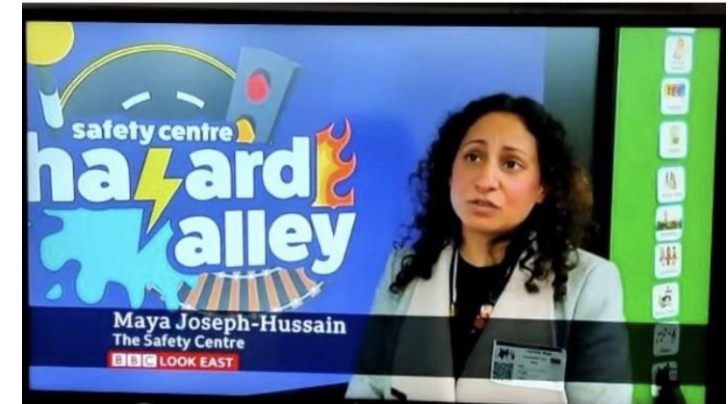 safety centre
hazard
alley
Maya Joseph-Hussain
The Safety Centre
BBC LOOK EAST